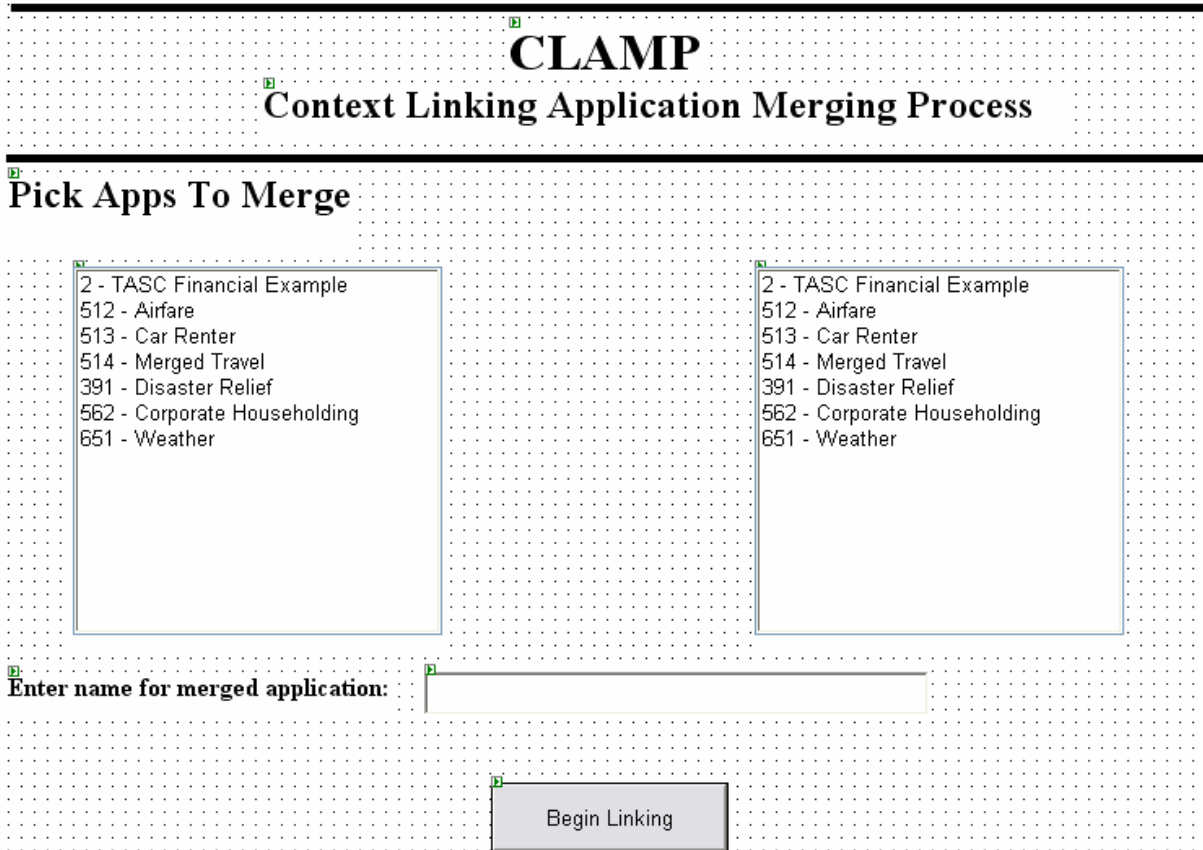 CLAMP
Context Linking Application Merging Process
Pick Apps To Merge
2 - TASC Financial Example
512 - Airfare
513 - Car Renter
514 - Merged Travel
391 - Disaster Relief
562 - Corporate Householding
651 - Weather
2 - TASC Financial Example
512 - Airfare
513 - Car Renter
514 - Merged Travel
391 - Disaster Relief
562 - Corporate Householding
651 - Weather
Enter name for merged application:
Begin Linking